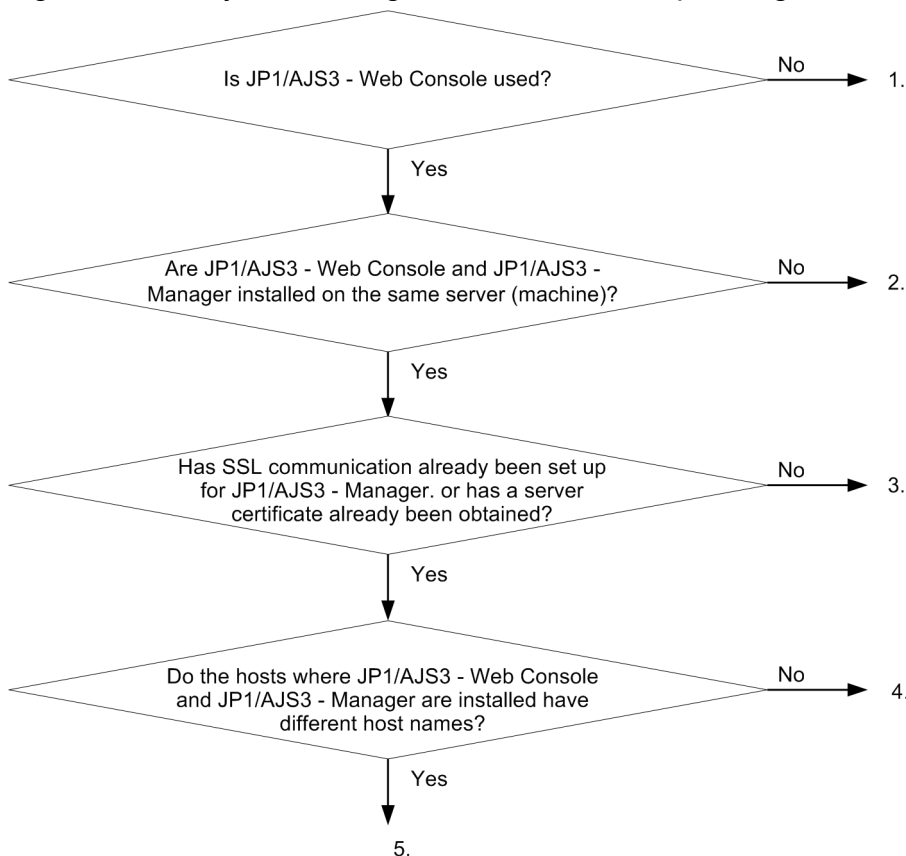 Is JP1/AJS3 - Web Console used?
No
1.
Yes
Are JP1/AJS3 - Web Console and JP1/AJS3 -
Manager installed on the same server (machine)?
No
2.
Yes
Has SSL communication already been set up
for JP1/AJS3 - Manager. or has a server
certificate already been obtained?
No
3.
Yes
Do the hosts where JP1/AJS3 - Web Console
and JP1/AJS3 - Manager are installed have
different host names?
No
4.
Yes
5.